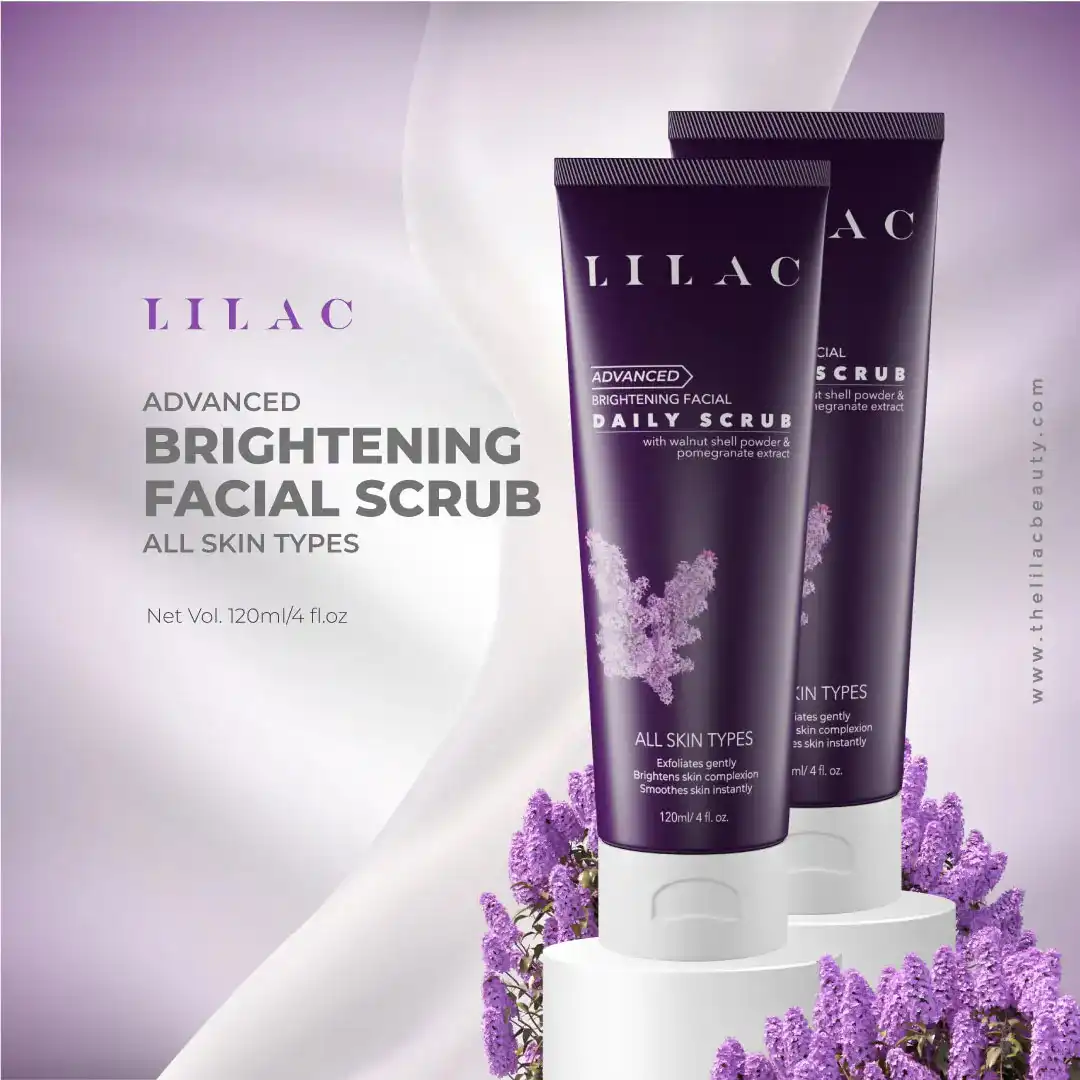 LILAC
ADVANCED
BRIGHTENING
FACIAL SCRUB
ALL SKIN TYPES
Net Vol. 120ml/4 fl.oz
LILAC
ADVANCED
BRIGHTENING FACIAL
DAILY SCRUB
with walnut shell powder &
pomegranate extract
ALL SKIN TYPES
Exfoliates gently
Brightens skin complexion
Smoothes skin instantly
120ml/ 4 fl. oz.
AC
CIAL
SCRUB
ut shell powder &
megranate extract
KIN TYPES
liates gently
skin complexion
es skin instantly
ml/ 4 fl. oz.
www.thelilacbeauty.com